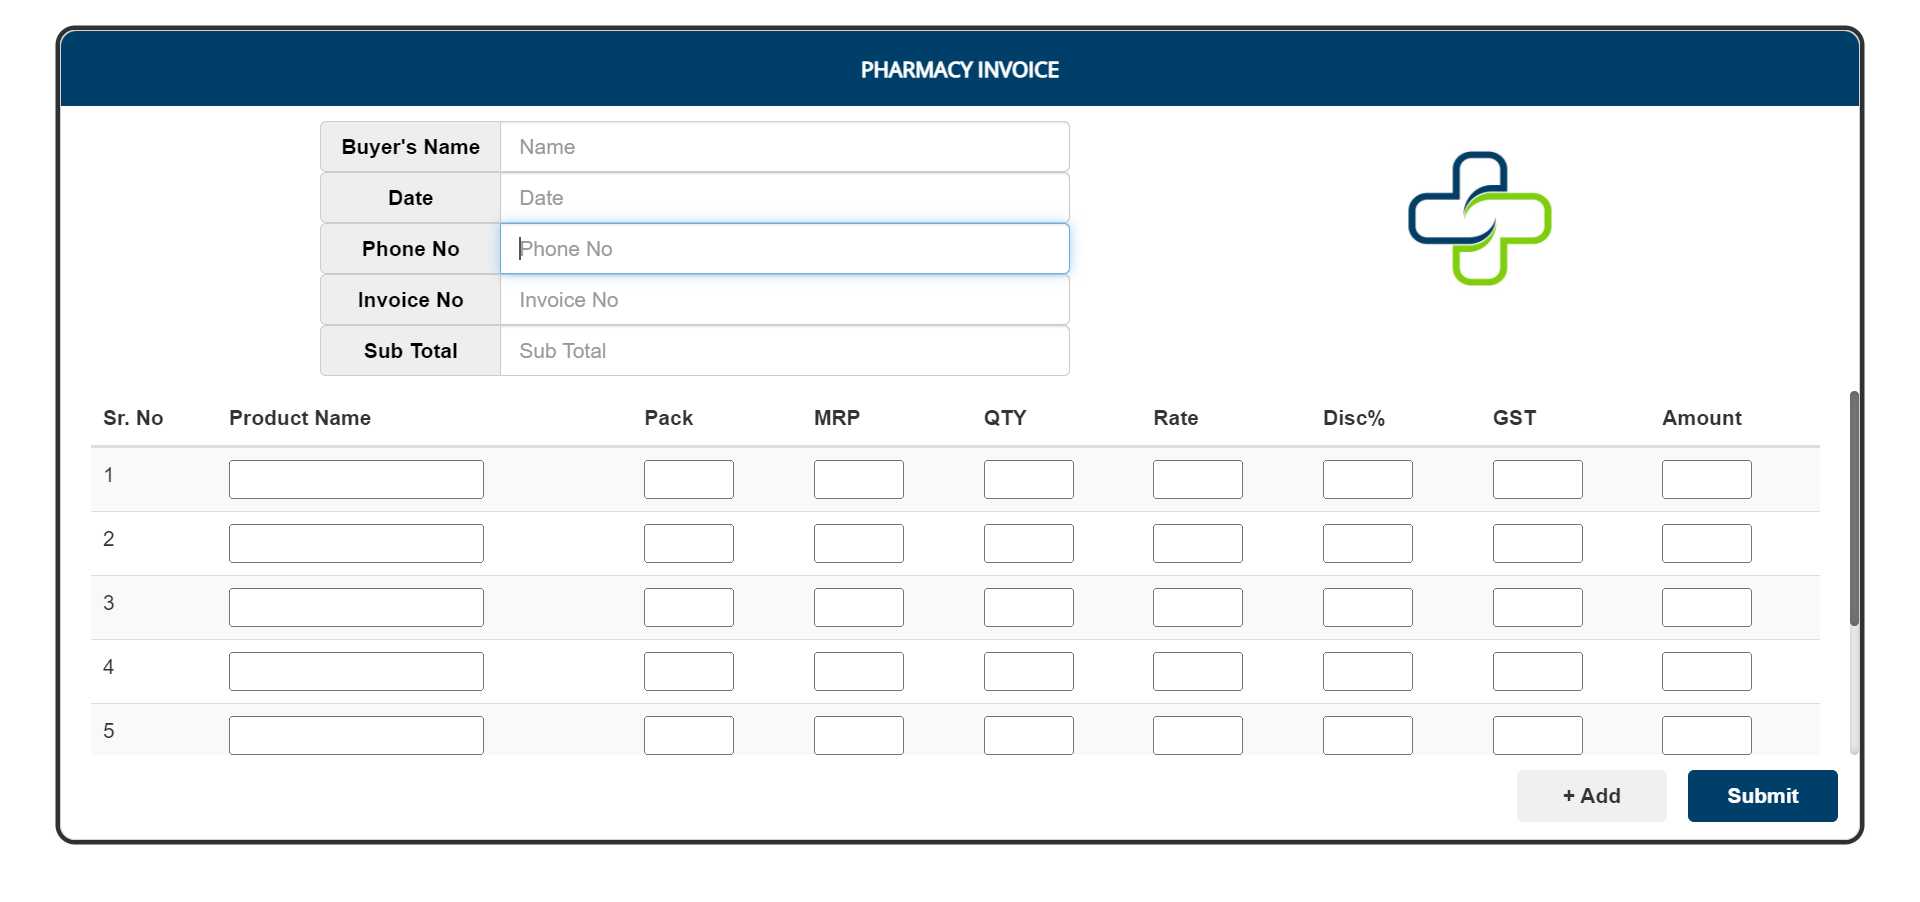 PHARMACY INVOICE
Buyer's Name Name
Date Date
Phone No Phone No
Invoice No Invoice No
Sub Total Sub Total
Sr. No Product Name Pack MRP QTY Rate Disc% GST Amount
1
2
3
4
5
+ Add Submit